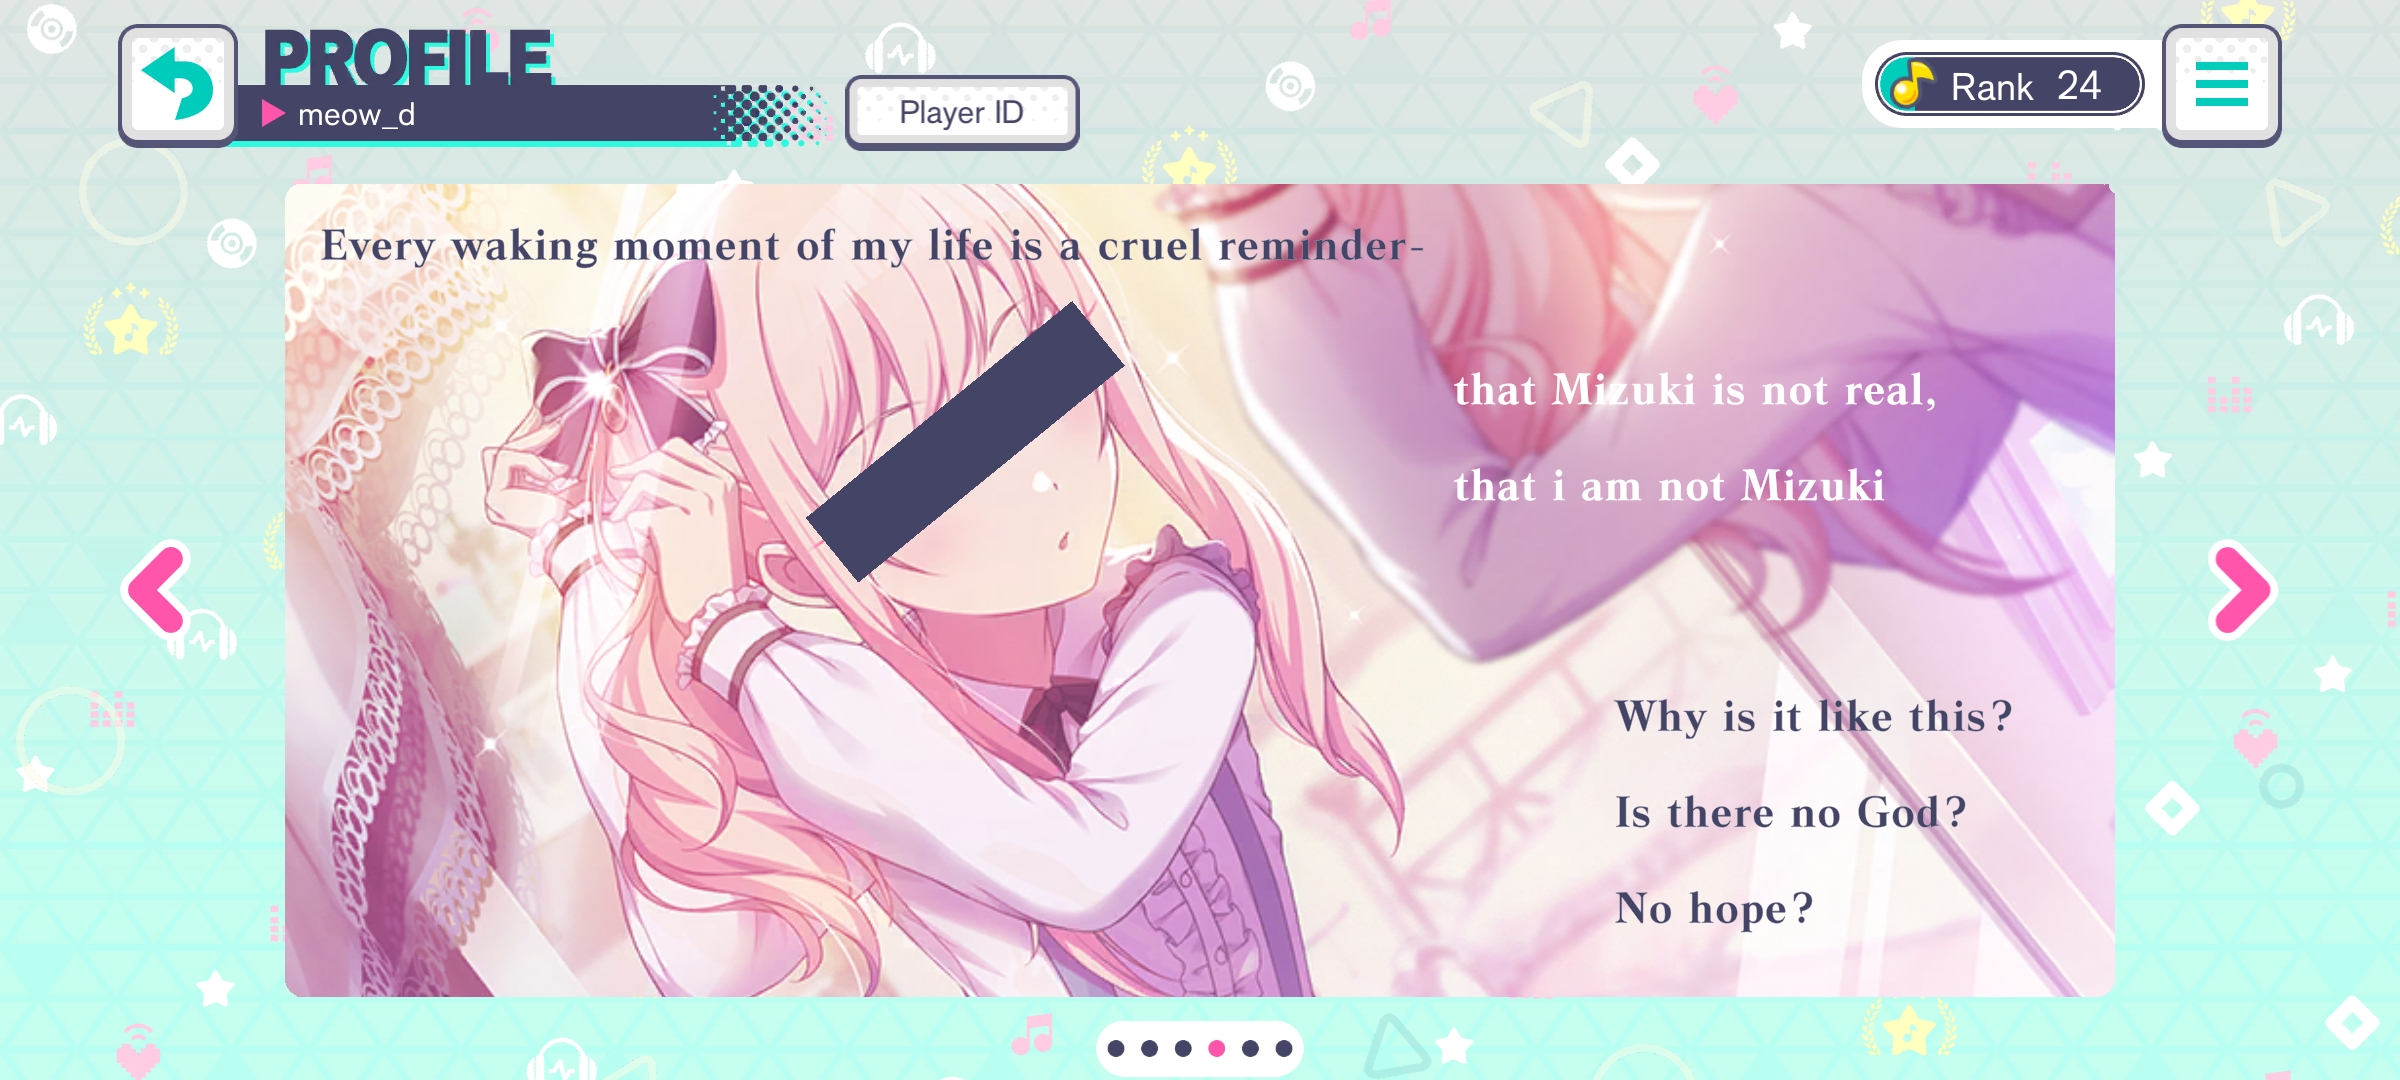 PROFILE
meow_d
Player ID
Rank 24
Every waking moment of my life is a cruel reminder-
that Mizuki is not real,
that i am not Mizuki
Why is it like this?
Is there no God?
No hope?